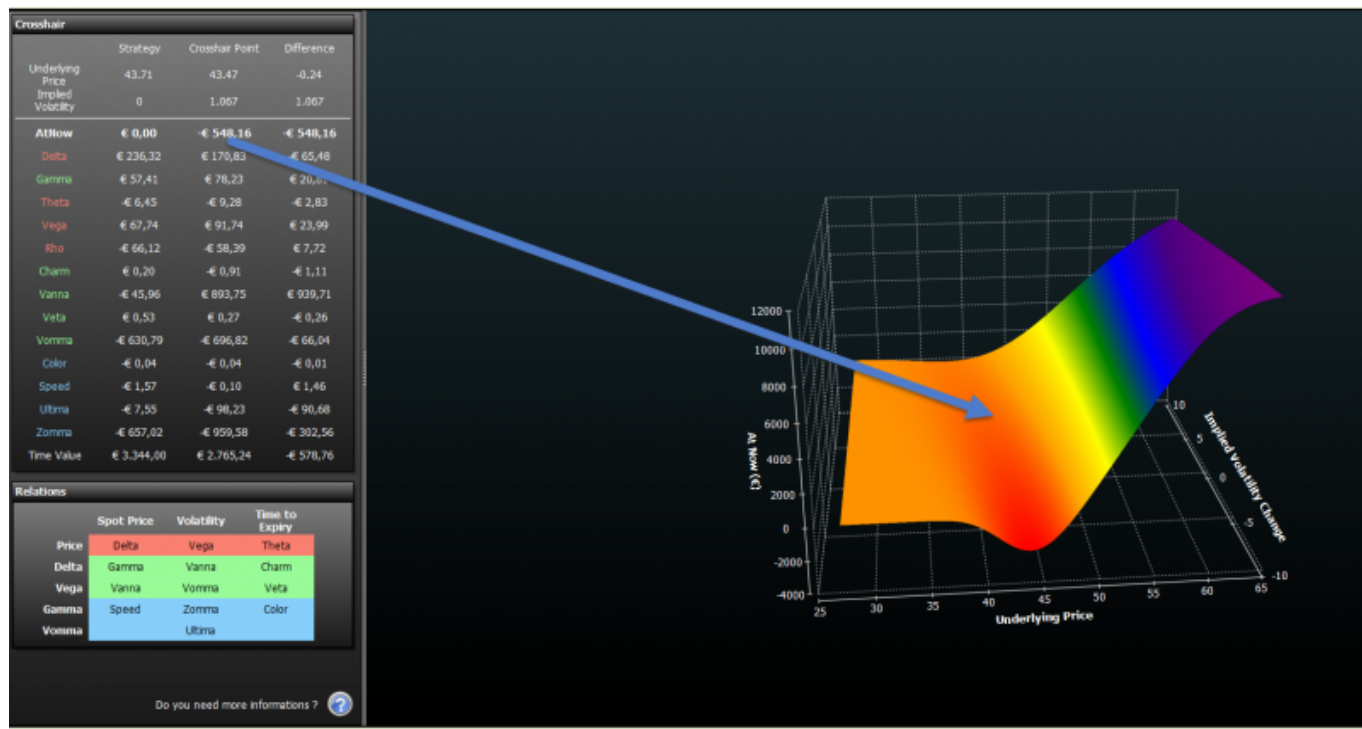 Crosshair
Strategy Crosshair Point Difference
Underlying Price 43.71 43.47 -0.24
Implied Volatility 0 1.067 1.067
AtNow € 0,00 -€ 548,16 -€ 548,16
Delta € 236,32 € 170,83 -€ 65,48
Gamma € 57,41 € 78,23 € 20,81
Theta -€ 6,45 -€ 9,28 -€ 2,83
Vega € 67,74 € 91,74 € 23,99
Rho -€ 66,12 -€ 58,39 € 7,72
Charm € 0,20 -€ 0,91 -€ 1,11
Vanna -€ 45,96 € 893,75 € 939,71
Veta € 0,53 € 0,27 -€ 0,26
Vomma -€ 630,79 -€ 696,82 -€ 66,04
Color -€ 0,04 -€ 0,04 -€ 0,01
Speed -€ 1,57 -€ 0,10 € 1,46
Ultima -€ 7,55 -€ 98,23 -€ 90,68
Zomma -€ 657,02 -€ 959,58 -€ 302,56
Time Value € 3.344,00 € 2.765,24 -€ 578,76
Relations
Spot Price Volatility Time to Expiry
Price Delta Vega Theta
Delta Gamma Vanna Charm
Vega Vanna Vomma Veta
Gamma Speed Zomma Color
Vomma Ultima
Do you need more informations ?
12000
10000
8000
6000
4000
2000
0
-2000
-4000
At Now (€)
25 30 35 40 45 50 55 60 65
Underlying Price
10
5
0
-5
-10
Implied Volatility Change